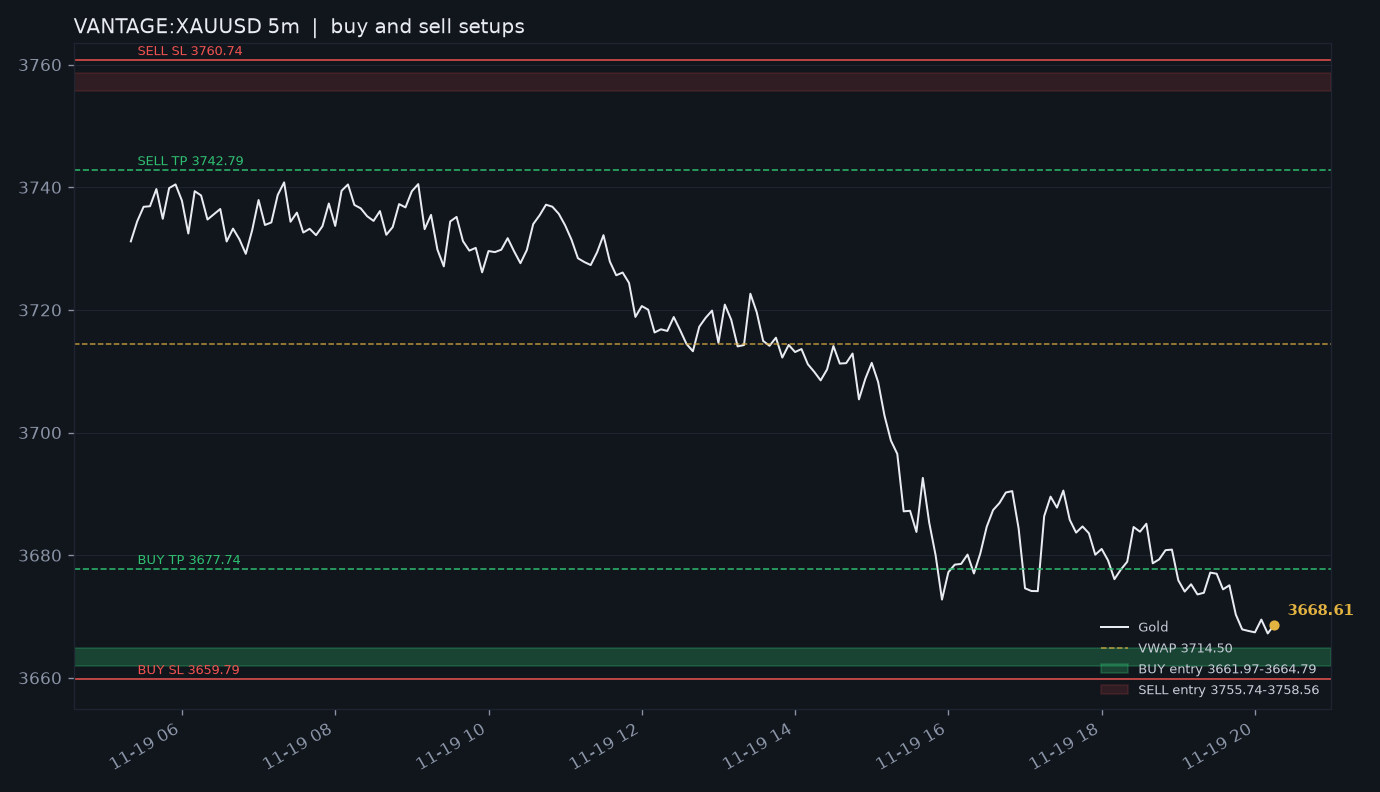 VANTAGE:XAUUSD 5m | buy and sell setups
SELL SL 3760.74
3760
SELL TP 3742.79
3740
3720
3700
3680
BUY TP 3677.74
3668.61
Gold
VWAP 3714.50
BUY entry 3661.97-3664.79
SELL entry 3755.74-3758.56
BUY SL 3659.79
3660
11-19 06
11-19 08
11-19 10
11-19 12
11-19 14
11-19 16
11-19 18
11-19 20